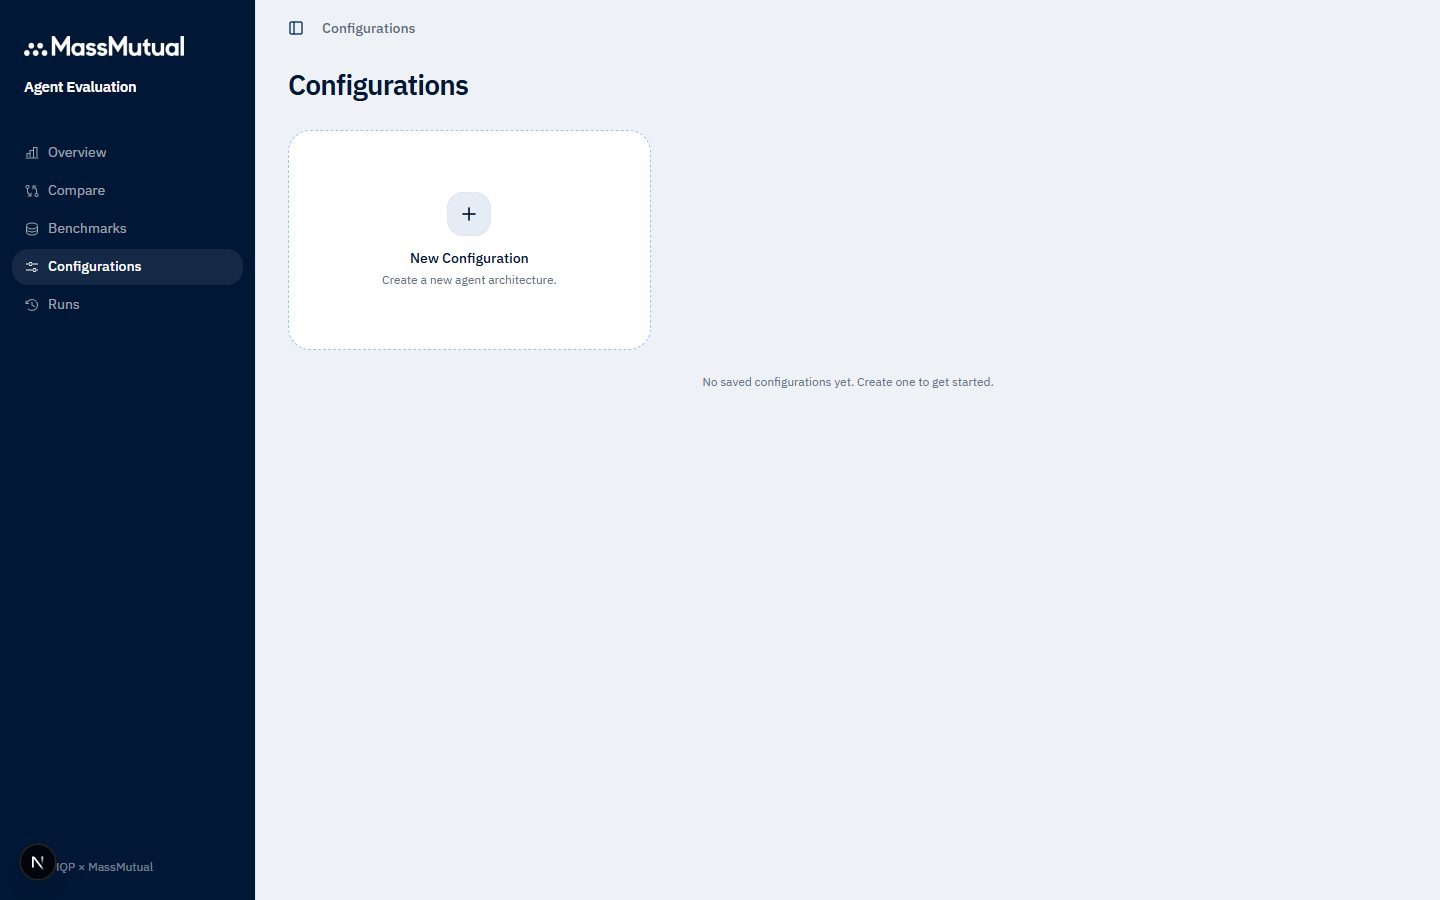 MassMutual
Agent Evaluation
Overview
Compare
Benchmarks
Configurations
Runs
N
IQP × MassMutual
Configurations
Configurations
New Configuration
Create a new agent architecture.
No saved configurations yet. Create one to get started.